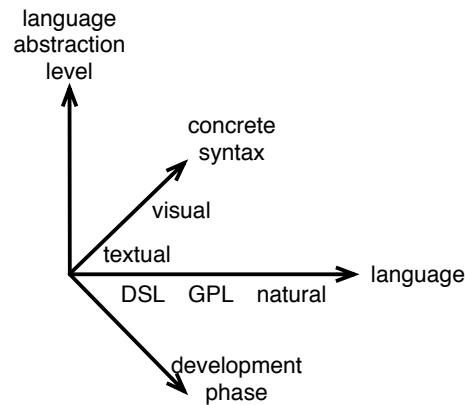 language
abstraction
level
concrete
syntax
visual
textual
language
DSL GPL natural
development
phase